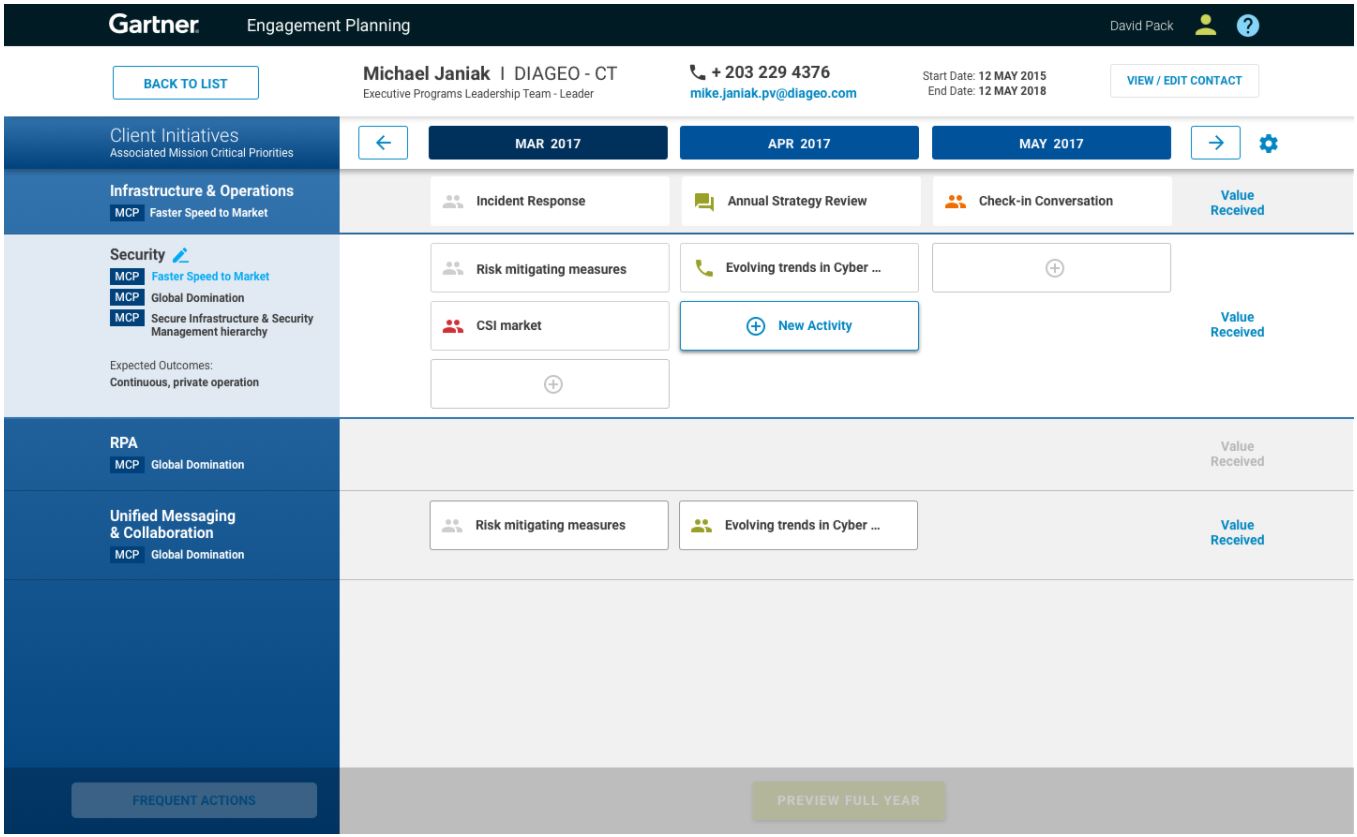 Gartner Engagement Planning David Pack ?
BACK TO LIST
Michael Janiak | DIAGEO - CT
Executive Programs Leadership Team - Leader
+ 203 229 4376
mike.janiak.pv@diageo.com
Start Date: 12 MAY 2015
End Date: 12 MAY 2018
VIEW / EDIT CONTACT
Client Initiatives
Associated Mission Critical Priorities
MAR 2017 APR 2017 MAY 2017
Infrastructure & Operations
MCP Faster Speed to Market
Incident Response Annual Strategy Review Check-in Conversation
Value
Received
Security
MCP Faster Speed to Market
MCP Global Domination
MCP Secure Infrastructure & Security
Management hierarchy
Expected Outcomes:
Continuous, private operation
Risk mitigating measures Evolving trends in Cyber ...
CSI market New Activity
Value
Received
RPA
MCP Global Domination
Value
Received
Unified Messaging
& Collaboration
MCP Global Domination
Risk mitigating measures Evolving trends in Cyber ...
Value
Received
FREQUENT ACTIONS PREVIEW FULL YEAR